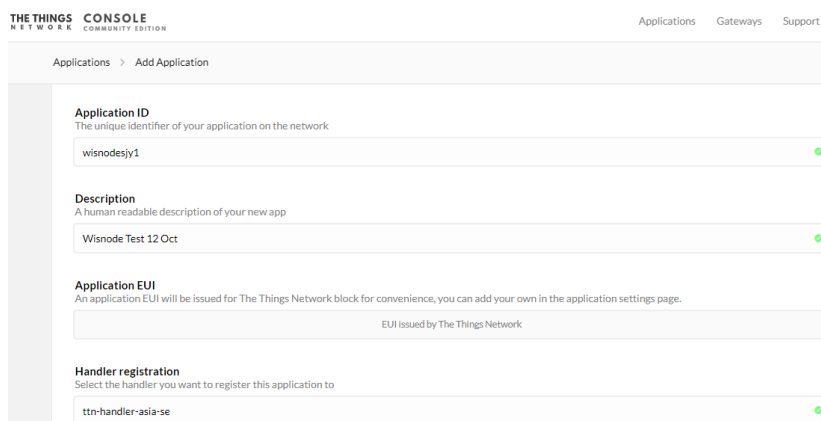 THE THINGS CONSOLE
NETWORK COMMUNITY EDITION
Applications Gateways Support
Applications > Add Application
Application ID
The unique identifier of your application on the network
wisnodesjy1
Description
A human readable description of your new app
Wisnode Test 12 Oct
Application EUI
An application EUI will be issued for The Things Network block for convenience, you can add your own in the application settings page.
EUI issued by The Things Network
Handler registration
Select the handler you want to register this application to
ttn-handler-asia-se